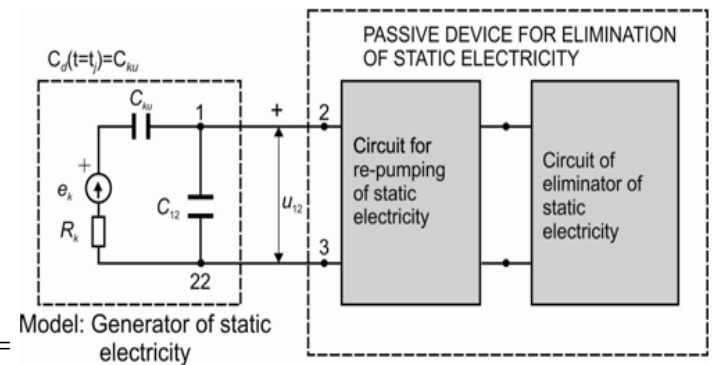 PASSIVE DEVICE FOR ELIMINATION
OF STATIC ELECTRICITY
C_d(t=t_j)=C_ku
C_ku
1
+
2
+
e_k
R_k
C_12
u_12
22
3
Circuit for
re-pumping
of static
electricity
Circuit of
eliminator of
static
electricity
=
Model: Generator of static
electricity